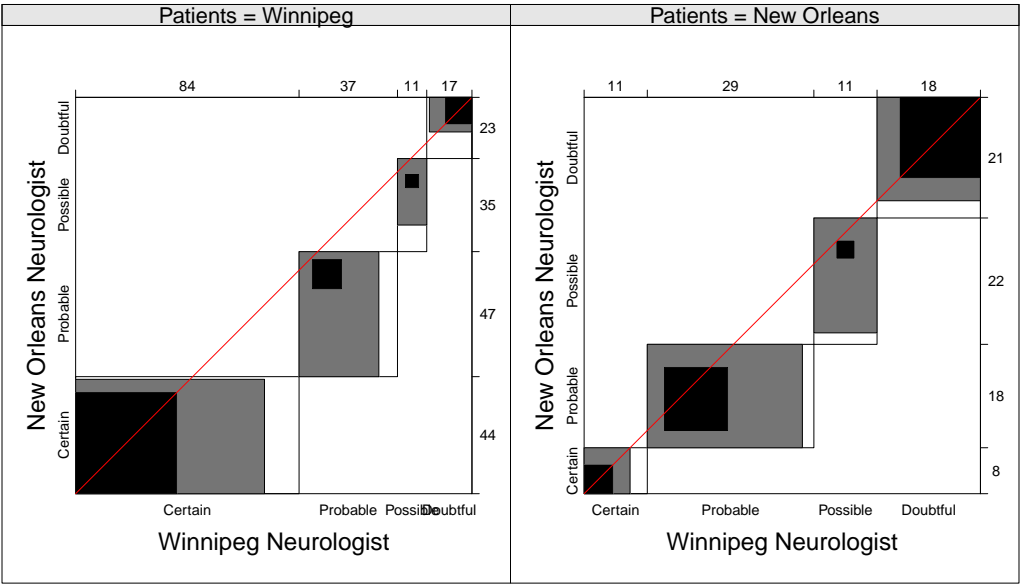 Patients = Winnipeg
84 37 11 17
Doubtful
Possible
Probable
Certain
New Orleans Neurologist
23
35
47
44
Certain Probable Possible Doubtful
Winnipeg Neurologist
Patients = New Orleans
11 29 11 18
Doubtful
Possible
Probable
Certain
New Orleans Neurologist
21
22
18
8
Certain Probable Possible Doubtful
Winnipeg Neurologist